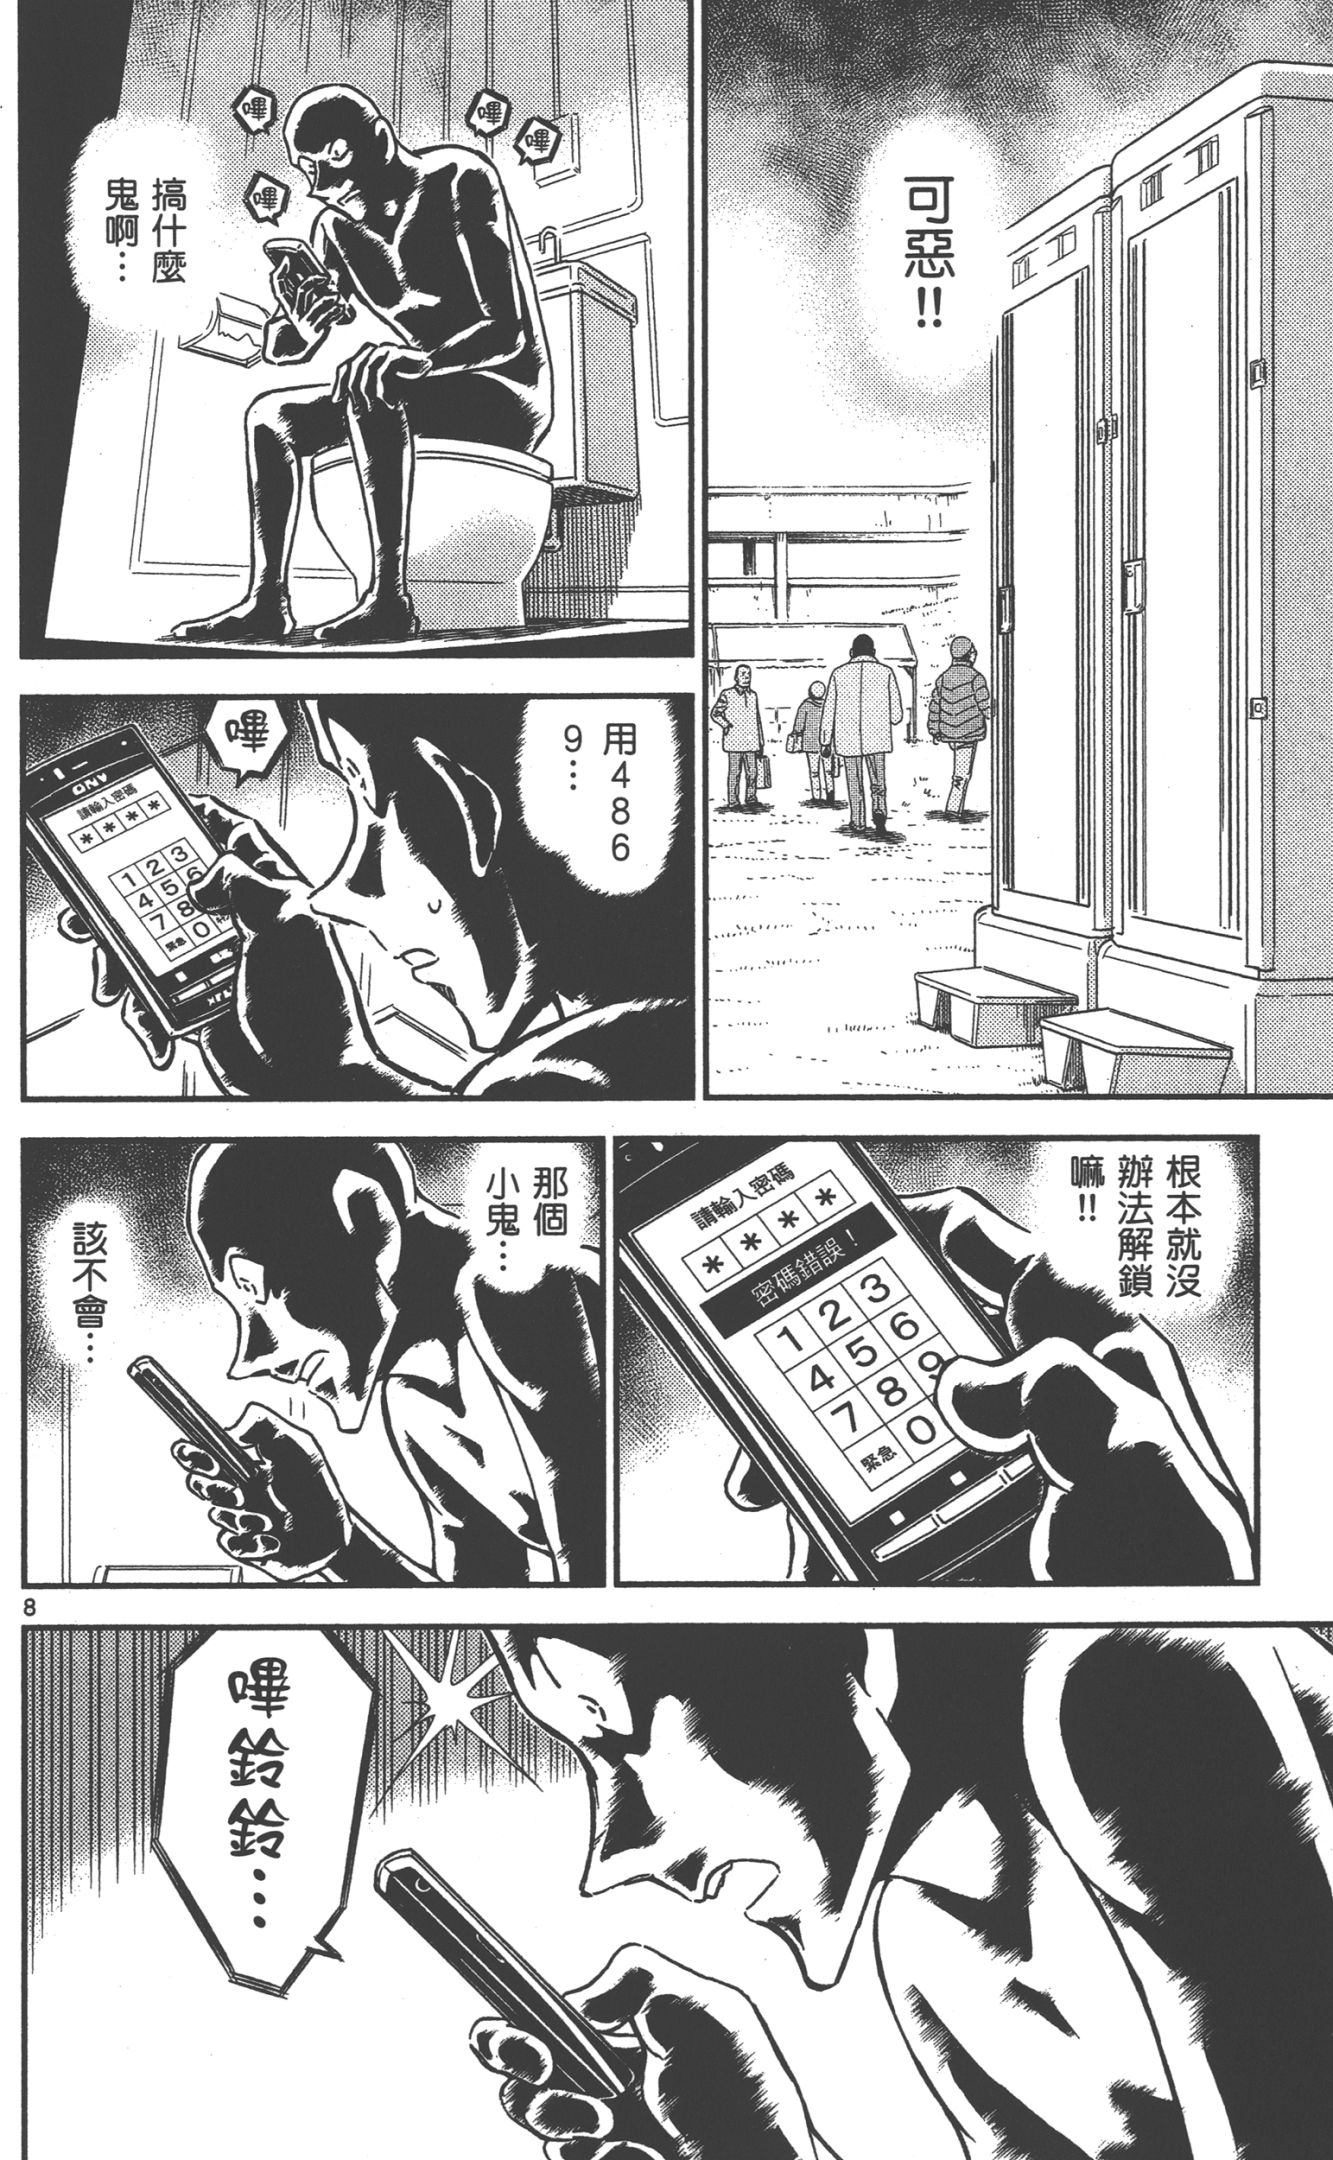 可惡!!
嗶
嗶
嗶
嗶
搞什麼
鬼啊…
用486
9…
嗶
ONV
請輸入密碼
****
1 2 3
4 5 6
7 8
緊急 0
根本就沒
辦法解鎖
嘛!!
請輸入密碼
****
密碼錯誤！
1 2 3
4 5 6
7 8 9
緊急 0
那個
小鬼…
該不會…
8
嗶鈴鈴…